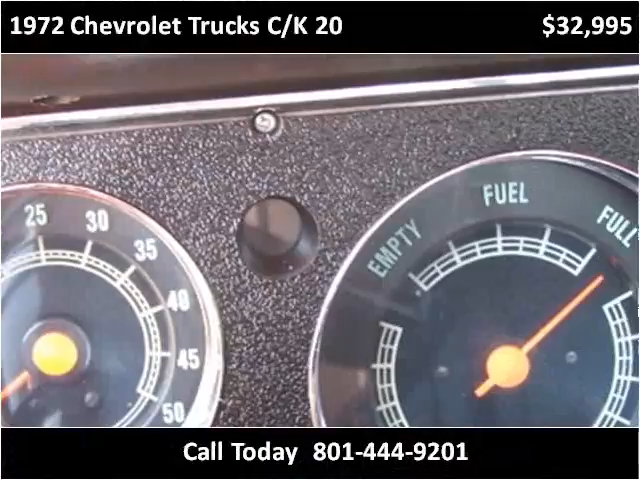 1972 Chevrolet Trucks C/K 20 $32,995
25 30 35 40 45 50
EMPTY FUEL FULL
Call Today 801-444-9201